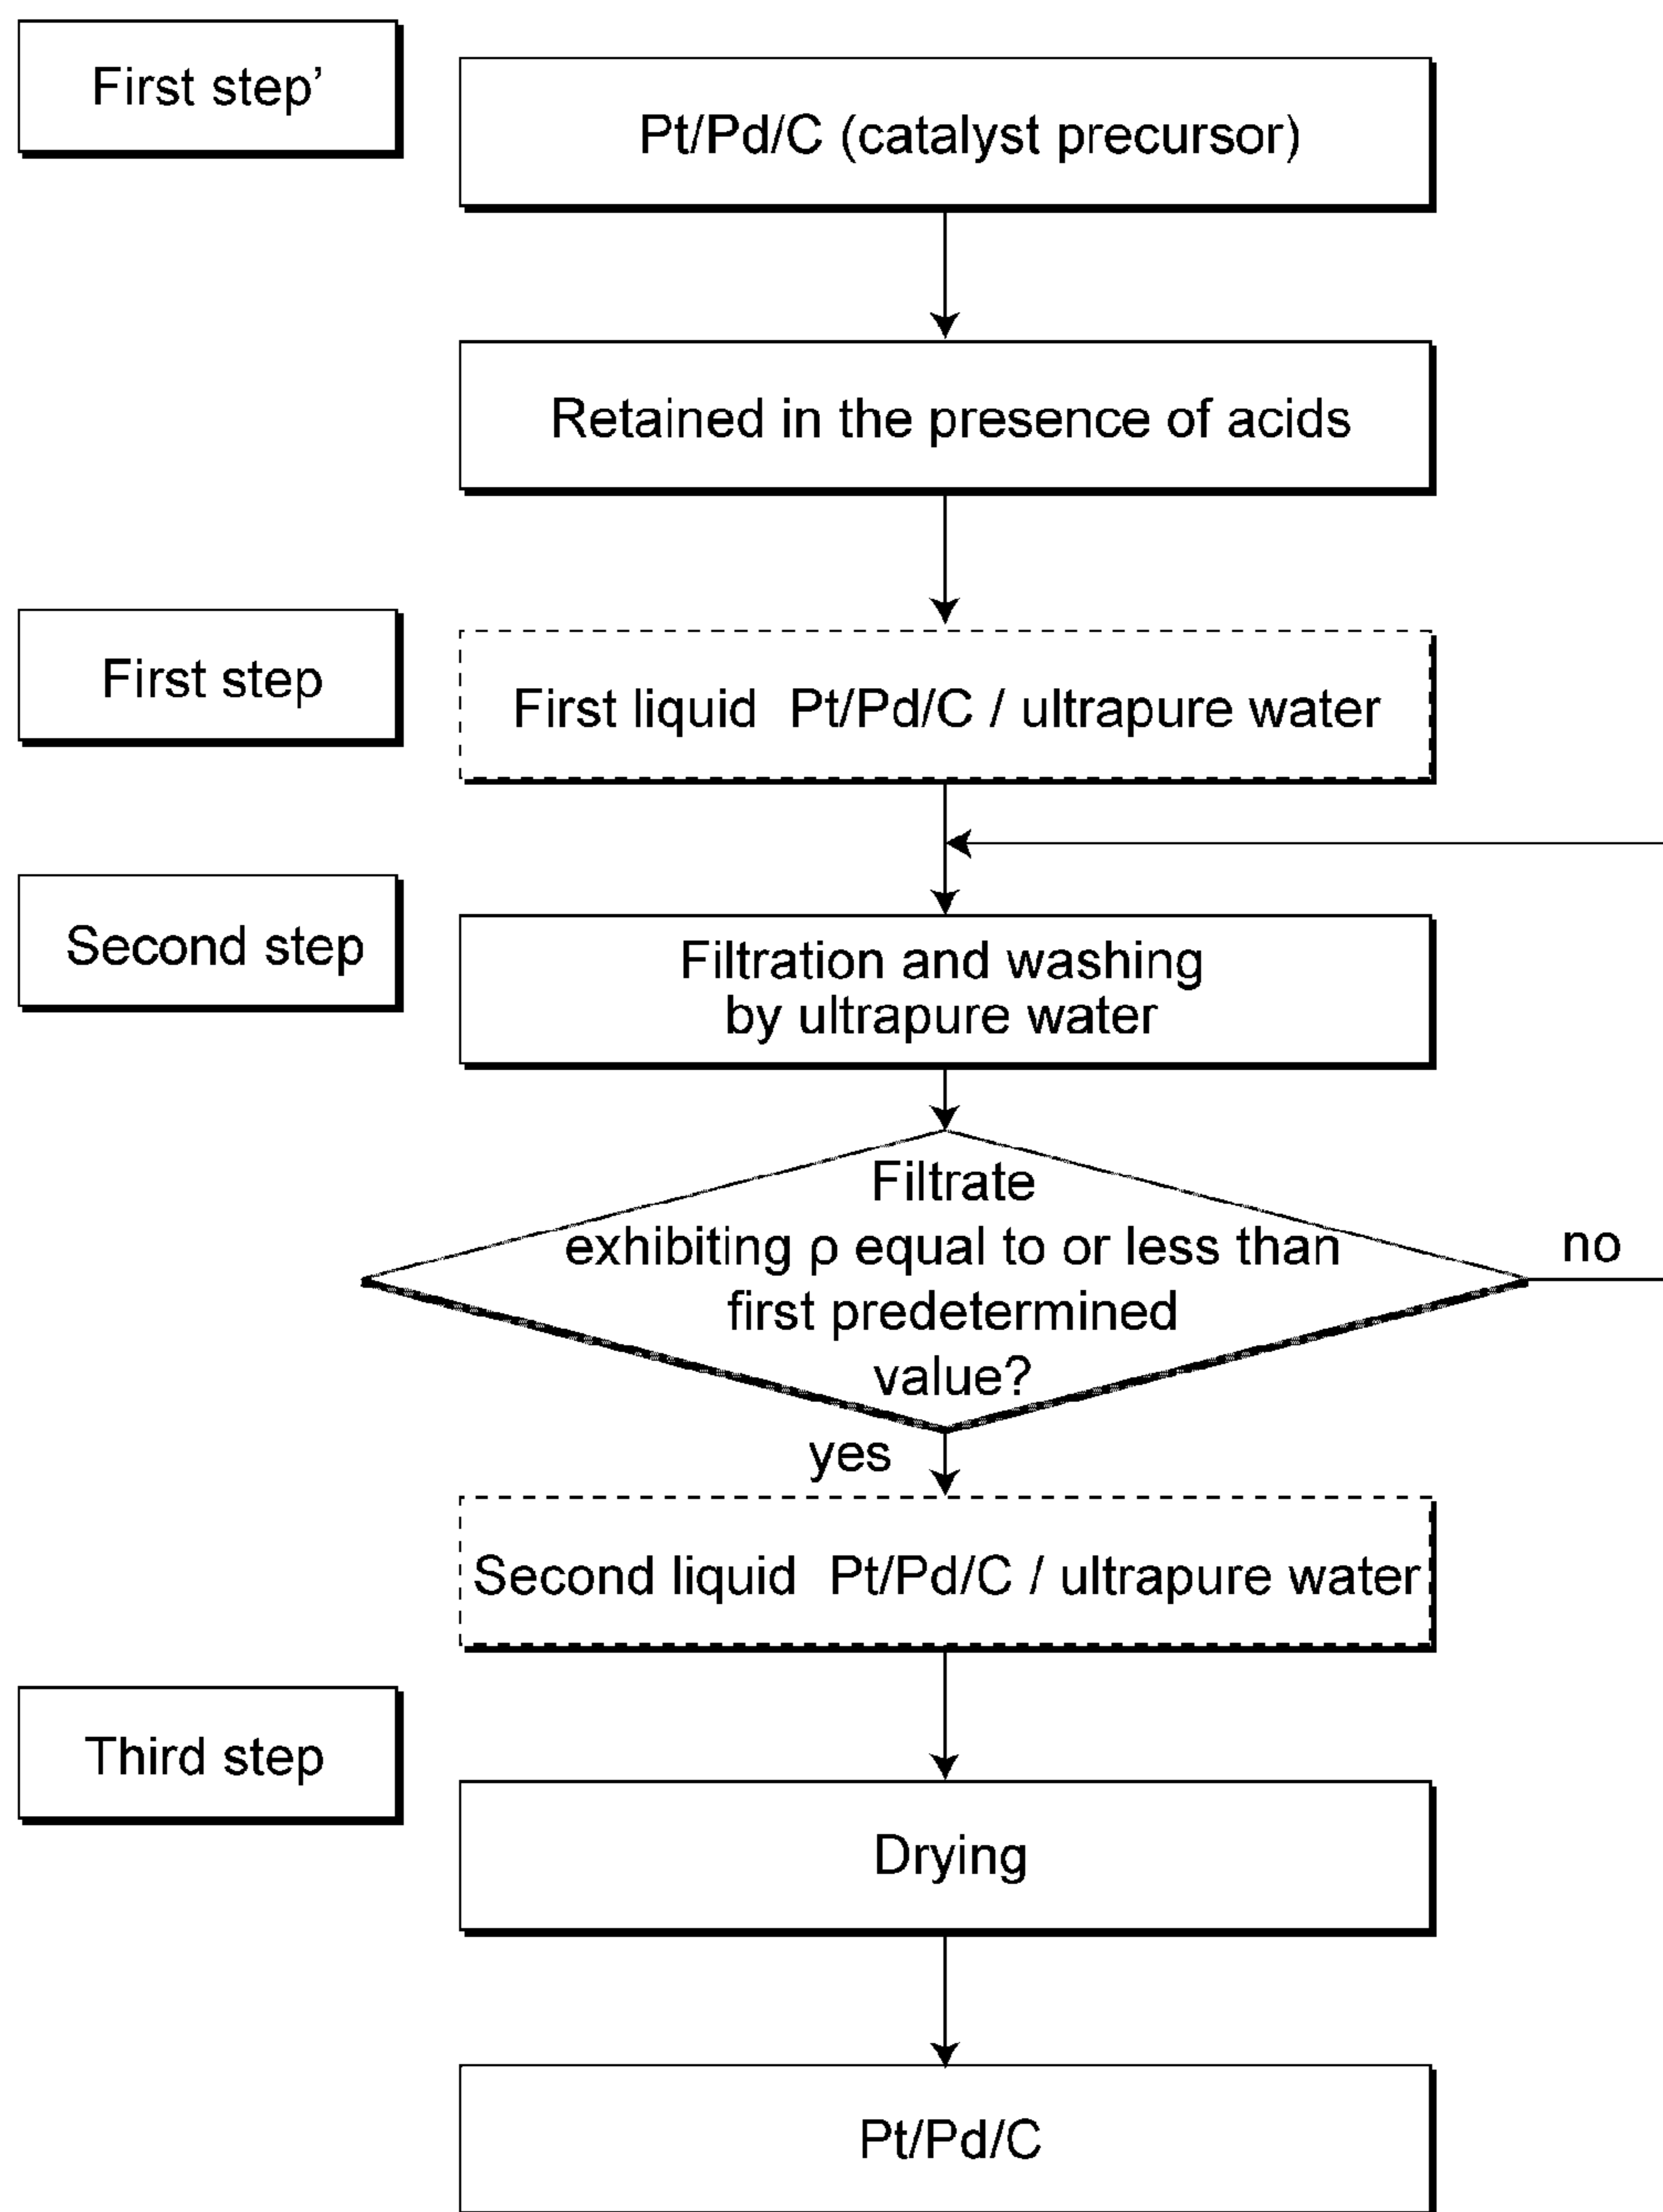 First step’
Pt/Pd/C (catalyst precursor)
Retained in the presence of acids
First step
First liquid Pt/Pd/C / ultrapure water
Second step
Filtration and washing
by ultrapure water
Filtrate
exhibiting ρ equal to or less than
first predetermined
value?
no
yes
Second liquid Pt/Pd/C / ultrapure water
Third step
Drying
Pt/Pd/C